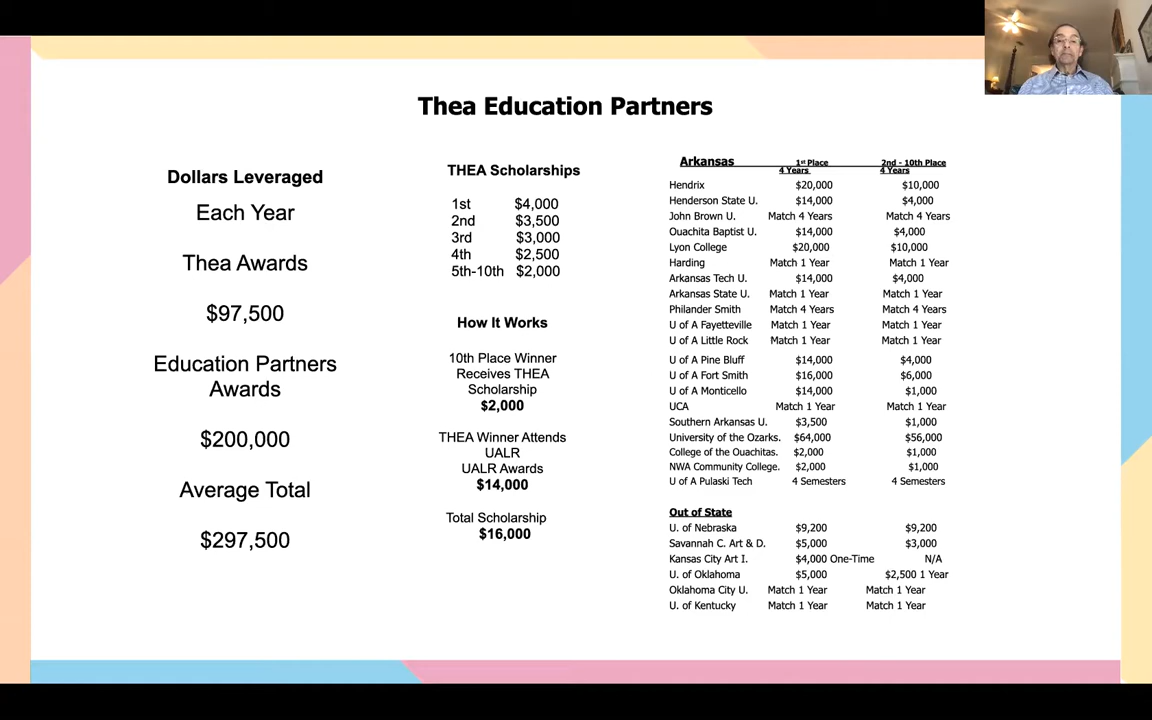 Thea Education Partners
Dollars Leveraged
Each Year
Thea Awards
$97,500
Education Partners
Awards
$200,000
Average Total
$297,500
THEA Scholarships
1st $4,000
2nd $3,500
3rd $3,000
4th $2,500
5th-10th $2,000
How It Works
10th Place Winner
Receives THEA
Scholarship
$2,000
THEA Winner Attends
UALR
UALR Awards
$14,000
Total Scholarship
$16,000
Arkansas 1st Place 2nd - 10th Place
4 Years 4 Years
Hendrix $20,000 $10,000
Henderson State U. $14,000 $4,000
John Brown U. Match 4 Years Match 4 Years
Ouachita Baptist U. $14,000 $4,000
Lyon College $20,000 $10,000
Harding Match 1 Year Match 1 Year
Arkansas Tech U. $14,000 $4,000
Arkansas State U. Match 1 Year Match 1 Year
Philander Smith Match 4 Years Match 4 Years
U of A Fayetteville Match 1 Year Match 1 Year
U of A Little Rock Match 1 Year Match 1 Year
U of A Pine Bluff $14,000 $4,000
U of A Fort Smith $16,000 $6,000
U of A Monticello $14,000 $1,000
UCA Match 1 Year Match 1 Year
Southern Arkansas U. $3,500 $1,000
University of the Ozarks. $64,000 $56,000
College of the Ouachitas. $2,000 $1,000
NWA Community College. $2,000 $1,000
U of A Pulaski Tech 4 Semesters 4 Semesters
Out of State
U. of Nebraska $9,200 $9,200
Savannah C. Art & D. $5,000 $3,000
Kansas City Art I. $4,000 One-Time N/A
U. of Oklahoma $5,000 $2,500 1 Year
Oklahoma City U. Match 1 Year Match 1 Year
U. of Kentucky Match 1 Year Match 1 Year